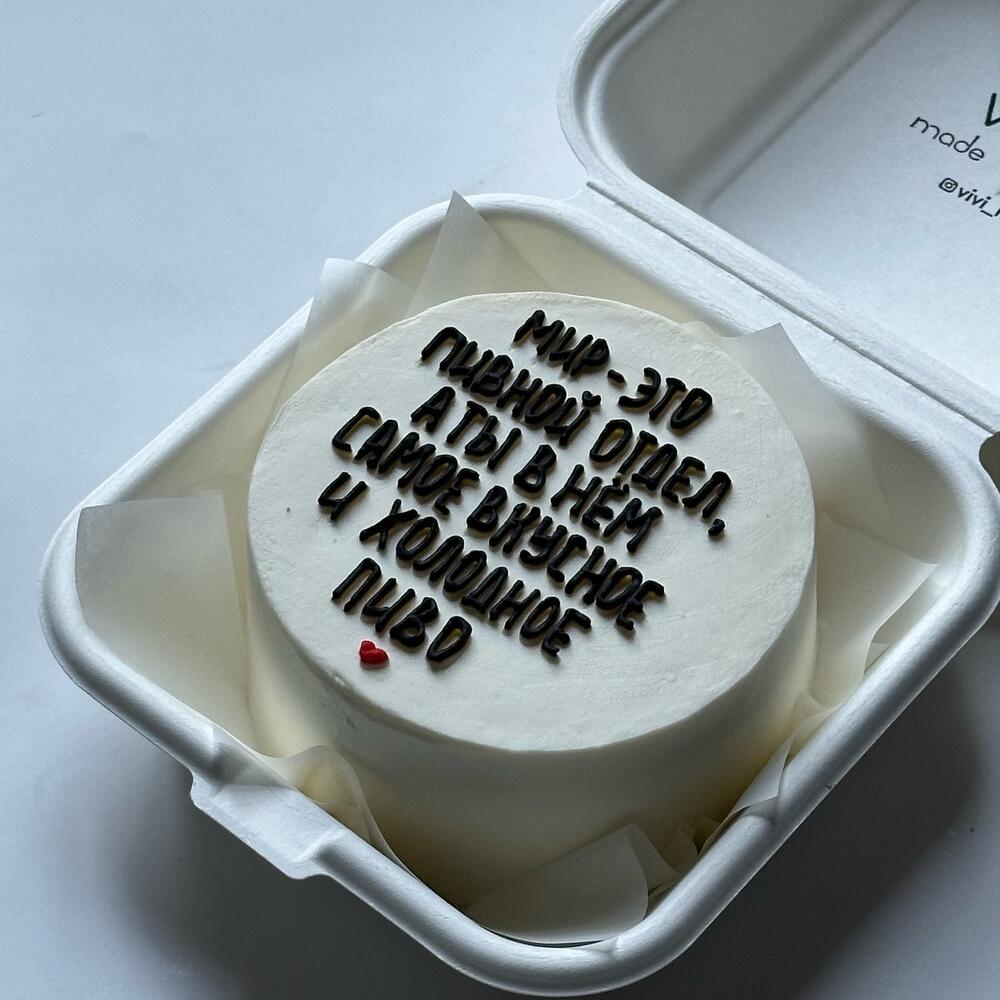 МИР - ЭТО
ПИВНОЙ ОТДЕЛ,
А ТЫ В НЁМ
САМОЕ ВКУСНОЕ
И ХОЛОДНОЕ
ПИВО
made